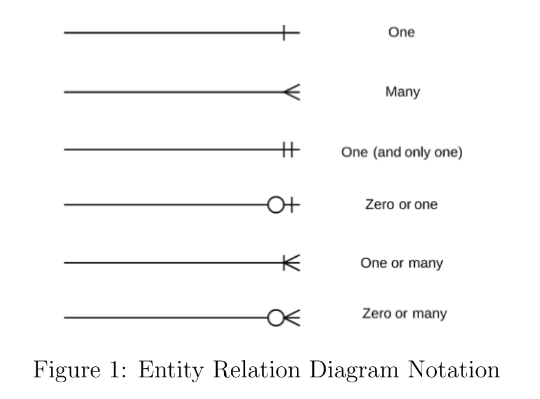 One
Many
One (and only one)
Zero or one
One or many
Zero or many
Figure 1: Entity Relation Diagram Notation